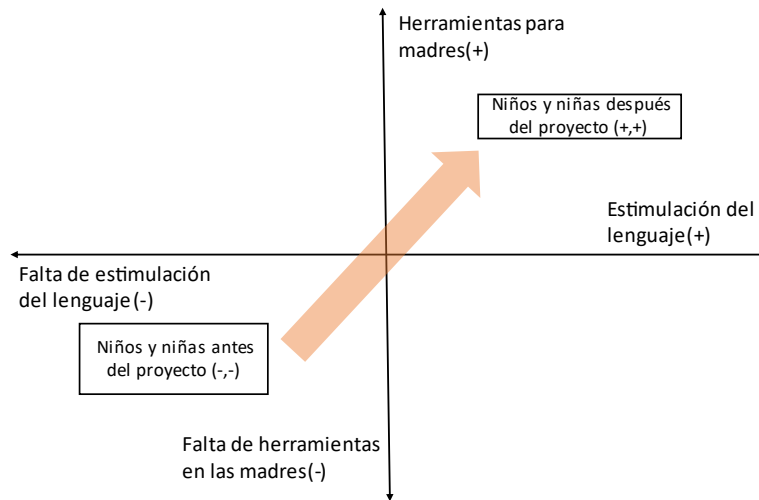 Herramientas para
madres(+)
Niños y niñas después
del proyecto (+,+)
Estimulación del
lenguaje(+)
Falta de estimulación
del lenguaje(-)
Niños y niñas antes
del proyecto (-,-)
Falta de herramientas
en las madres(-)